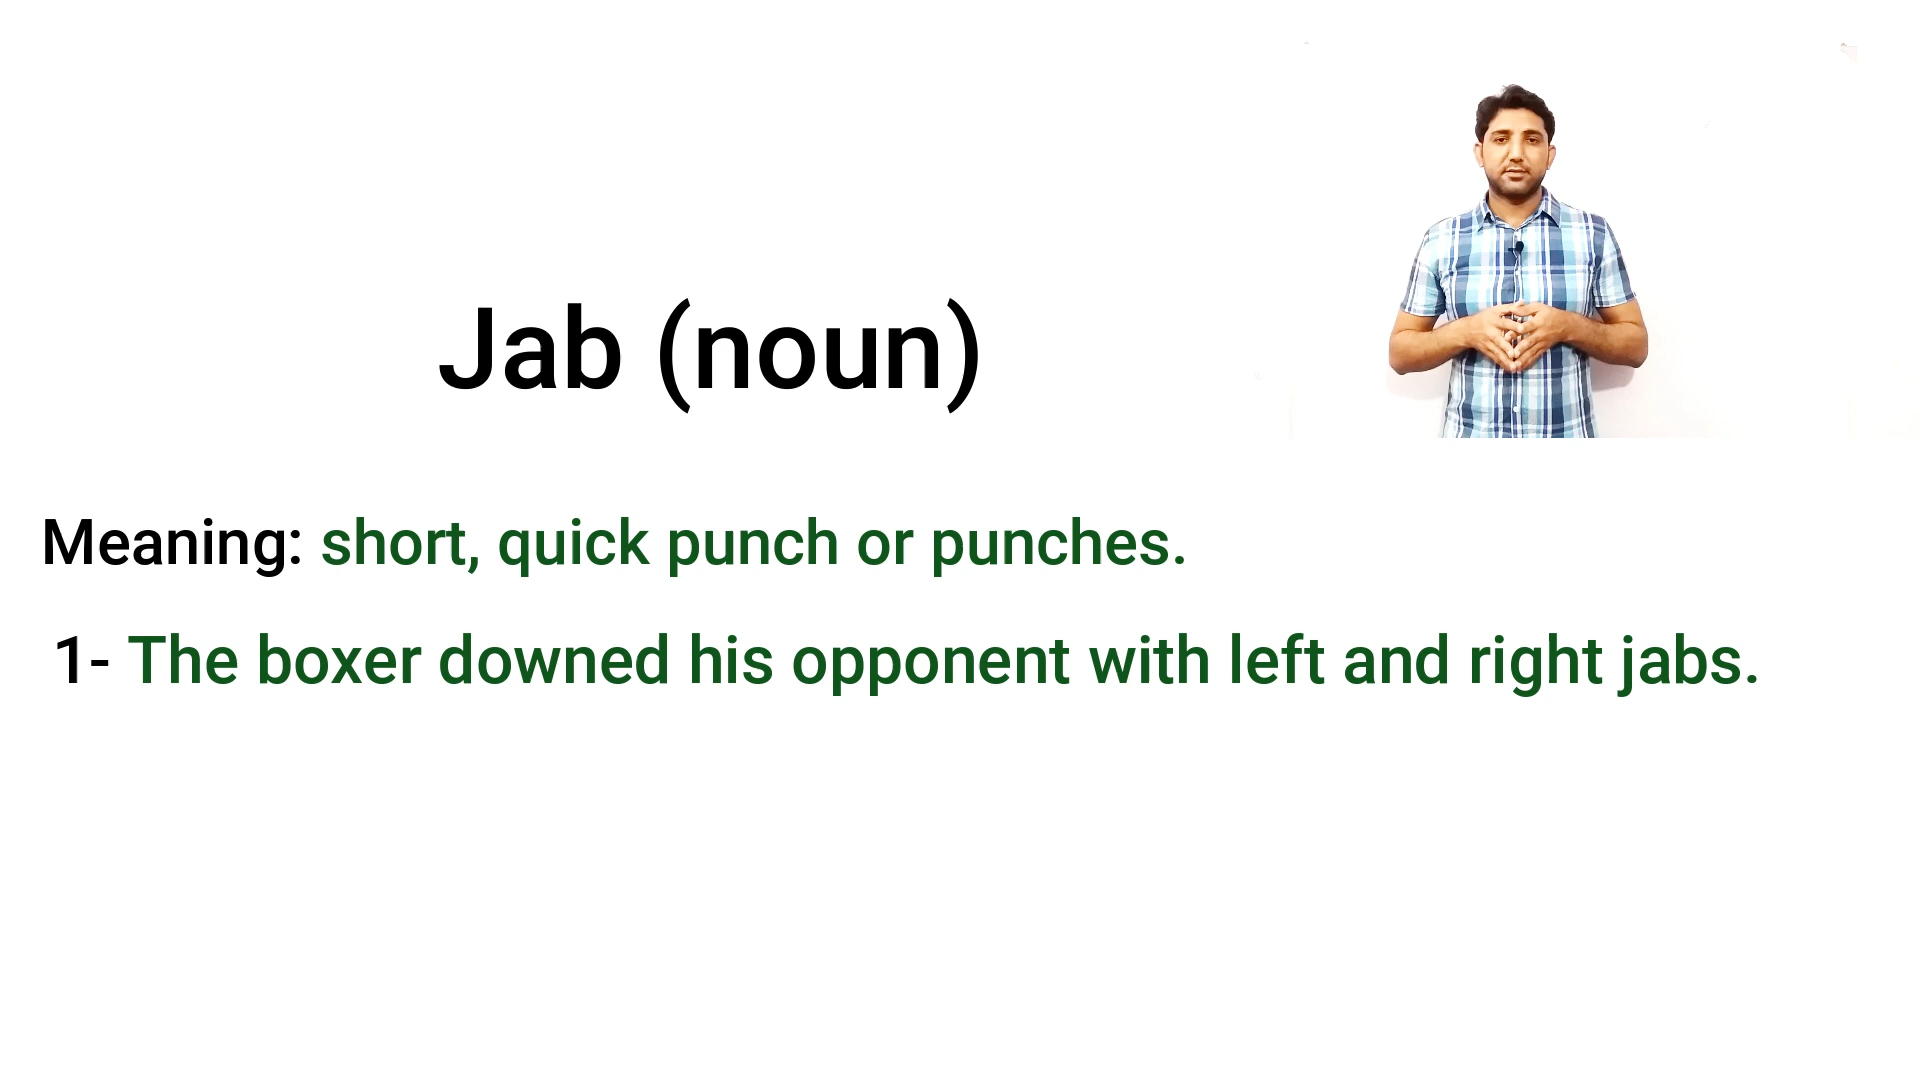 Jab (noun)
Meaning: short, quick punch or punches.
1- The boxer downed his opponent with left and right jabs.